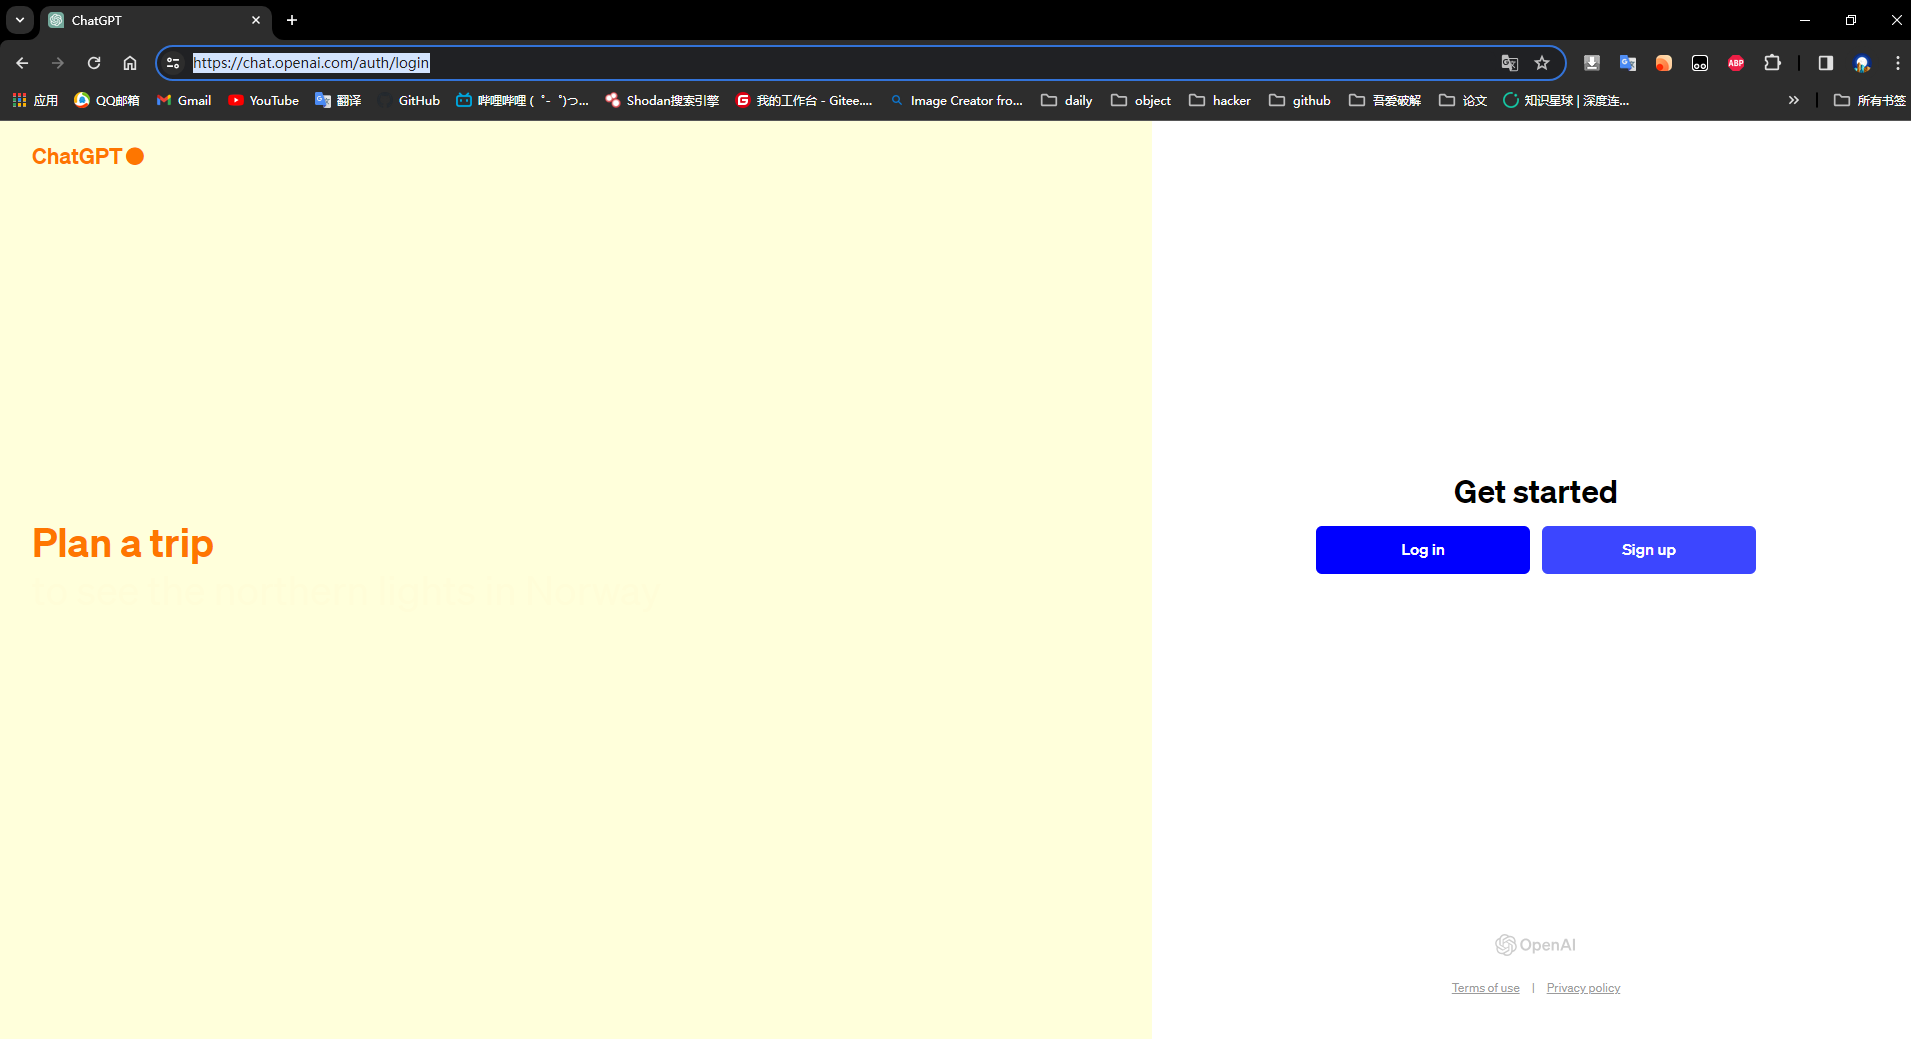 ChatGPT
https://chat.openai.com/auth/login
ABP
应用 QQ邮箱 Gmail YouTube 翻译 GitHub 哔哩哔哩 ( ゜- ゜)つ... Shodan搜索引擎 我的工作台 - Gitee.... Image Creator fro... daily object hacker github 吾爱破解 论文 知识星球 | 深度连... 所有书签
ChatGPT
Plan a trip
to see the northern lights in Norway
Get started
Log in Sign up
OpenAI
Terms of use | Privacy policy